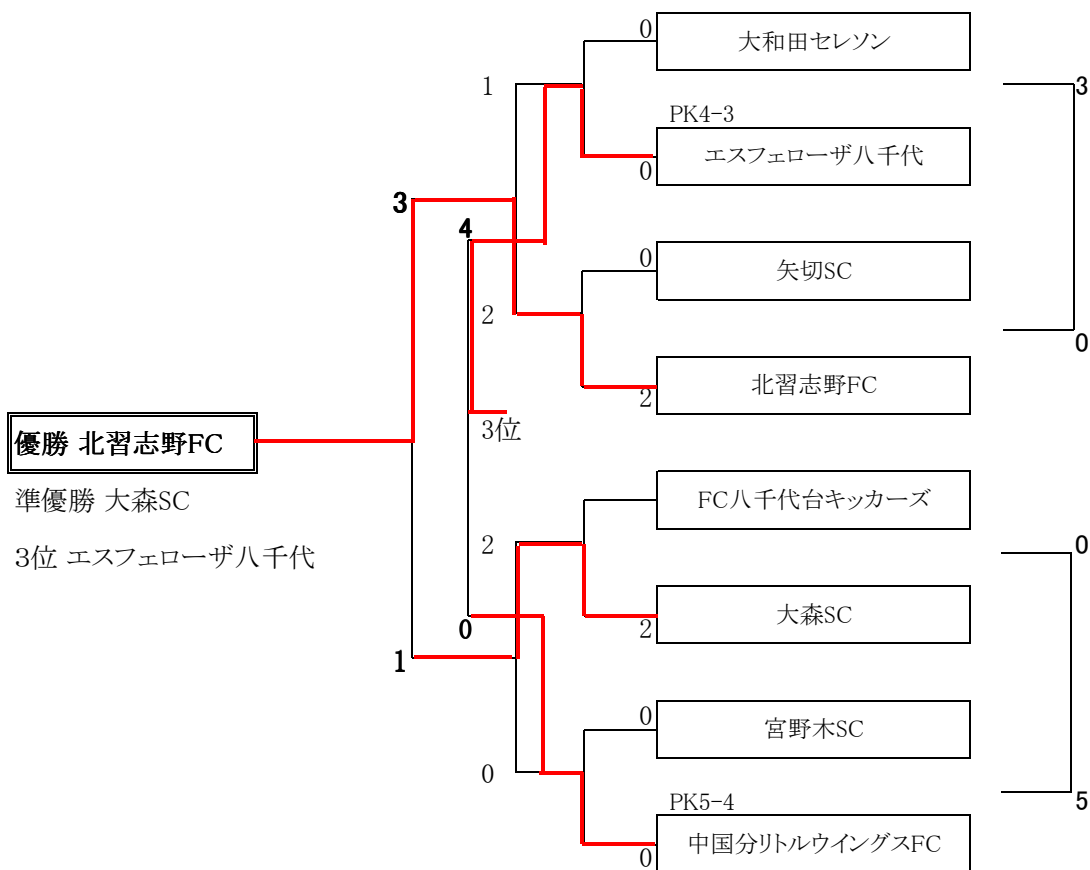 0
大和田セレソン
1
3
PK4-3
エスフェローザ八千代
0
3
4
0
矢切SC
2
0
北習志野FC
2
3位
優勝 北習志野FC
準優勝 大森SC
3位 エスフェローザ八千代
FC八千代台キッカーズ
2
0
大森SC
2
0
1
0
宮野木SC
0
PK5-4
5
中国分リトルウイングスFC
0